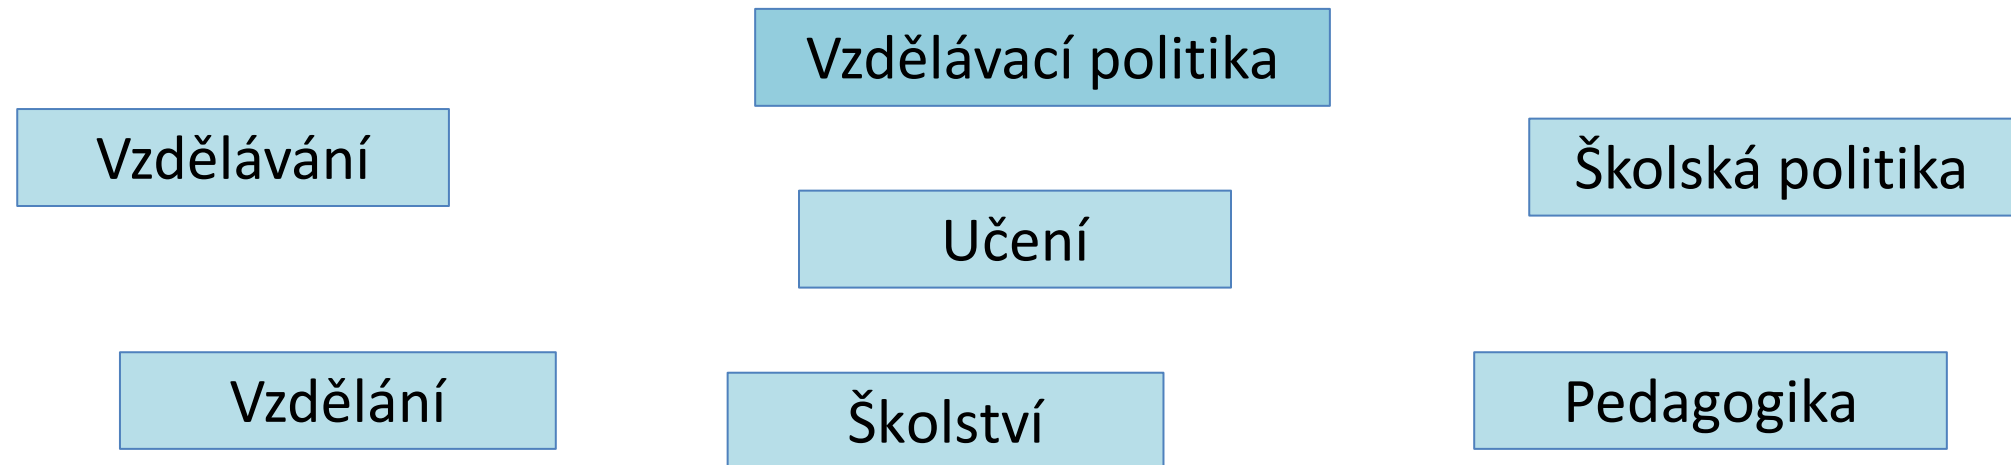 Vzdělávací politika
Vzdělávání
Školská politika
Učení
Vzdělání
Školství
Pedagogika